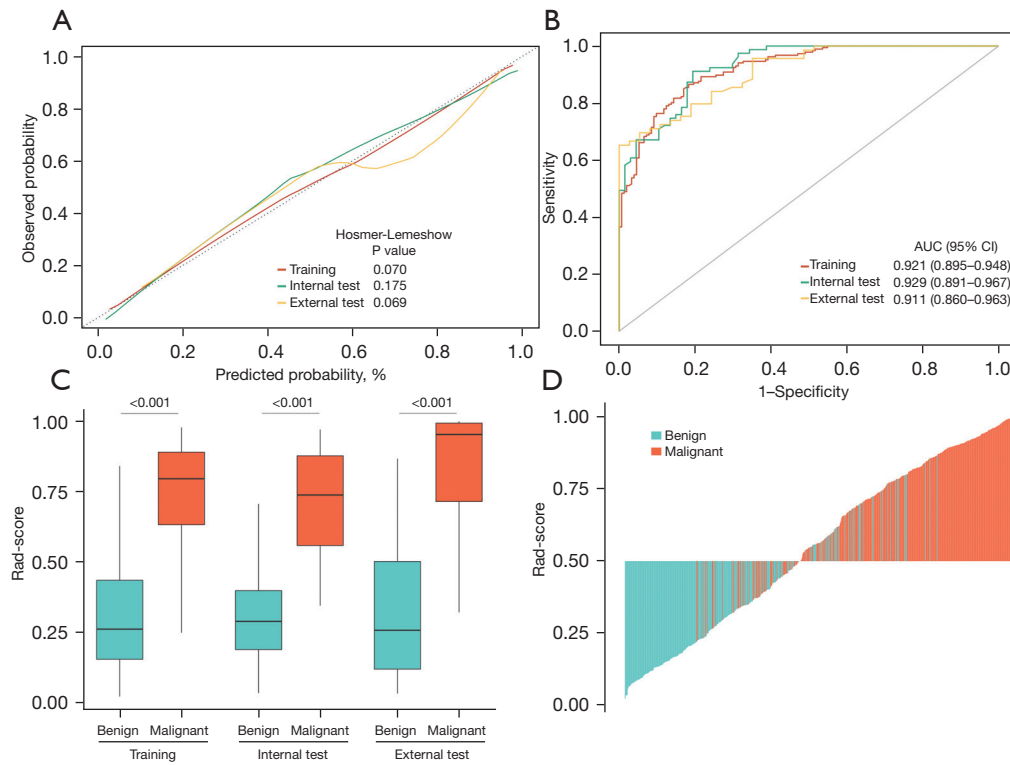 A
Observed probability
1.0
0.8
0.6
0.4
0.2
0.0
Hosmer-Lemeshow
P value
Training 0.070
Internal test 0.175
External test 0.069
0.0 0.2 0.4 0.6 0.8 1.0
Predicted probability, %
B
Sensitivity
1.0
0.8
0.6
0.4
0.2
0.0
AUC (95% CI)
Training 0.921 (0.895–0.948)
Internal test 0.929 (0.891–0.967)
External test 0.911 (0.860–0.963)
0.0 0.2 0.4 0.6 0.8 1.0
1–Specificity
C
Rad-score
1.00
0.75
0.50
0.25
0.00
<0.001 <0.001 <0.001
Benign Malignant Benign Malignant Benign Malignant
Training Internal test External test
D
Rad-score
1.00
0.75
0.50
0.25
0.00
Benign
Malignant